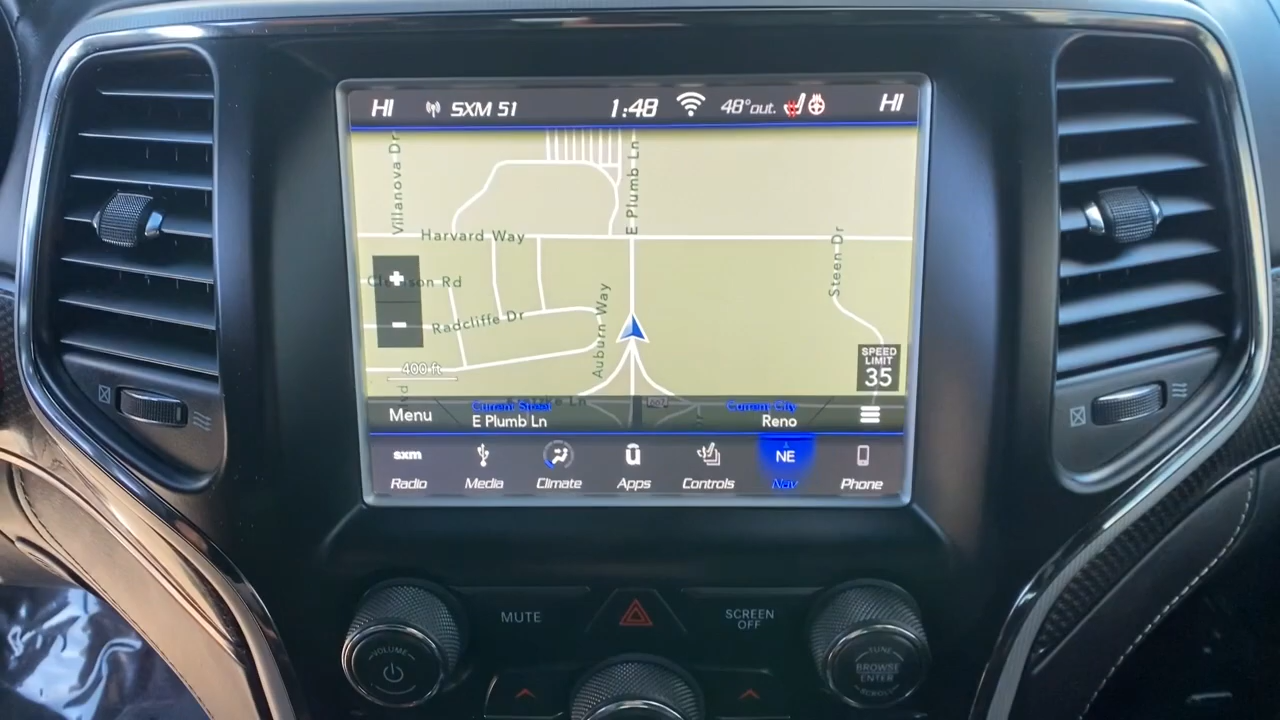 HI SXM 51 1:48 48°out. HI
Villanova Dr
E Plumb Ln
Harvard Way
Steen Dr
son Rd
+
Radcliffe Dr
Auburn Way
-
SPEED
LIMIT
35
400 ft
Menu
Current Street
E Plumb Ln
Current City
Reno
sxm
Radio
Media
Climate
ū
Apps
Controls
NE
Nav
Phone
MUTE
SCREEN
OFF
VOLUME
TUNE
BROWSE
ENTER
SCROLL